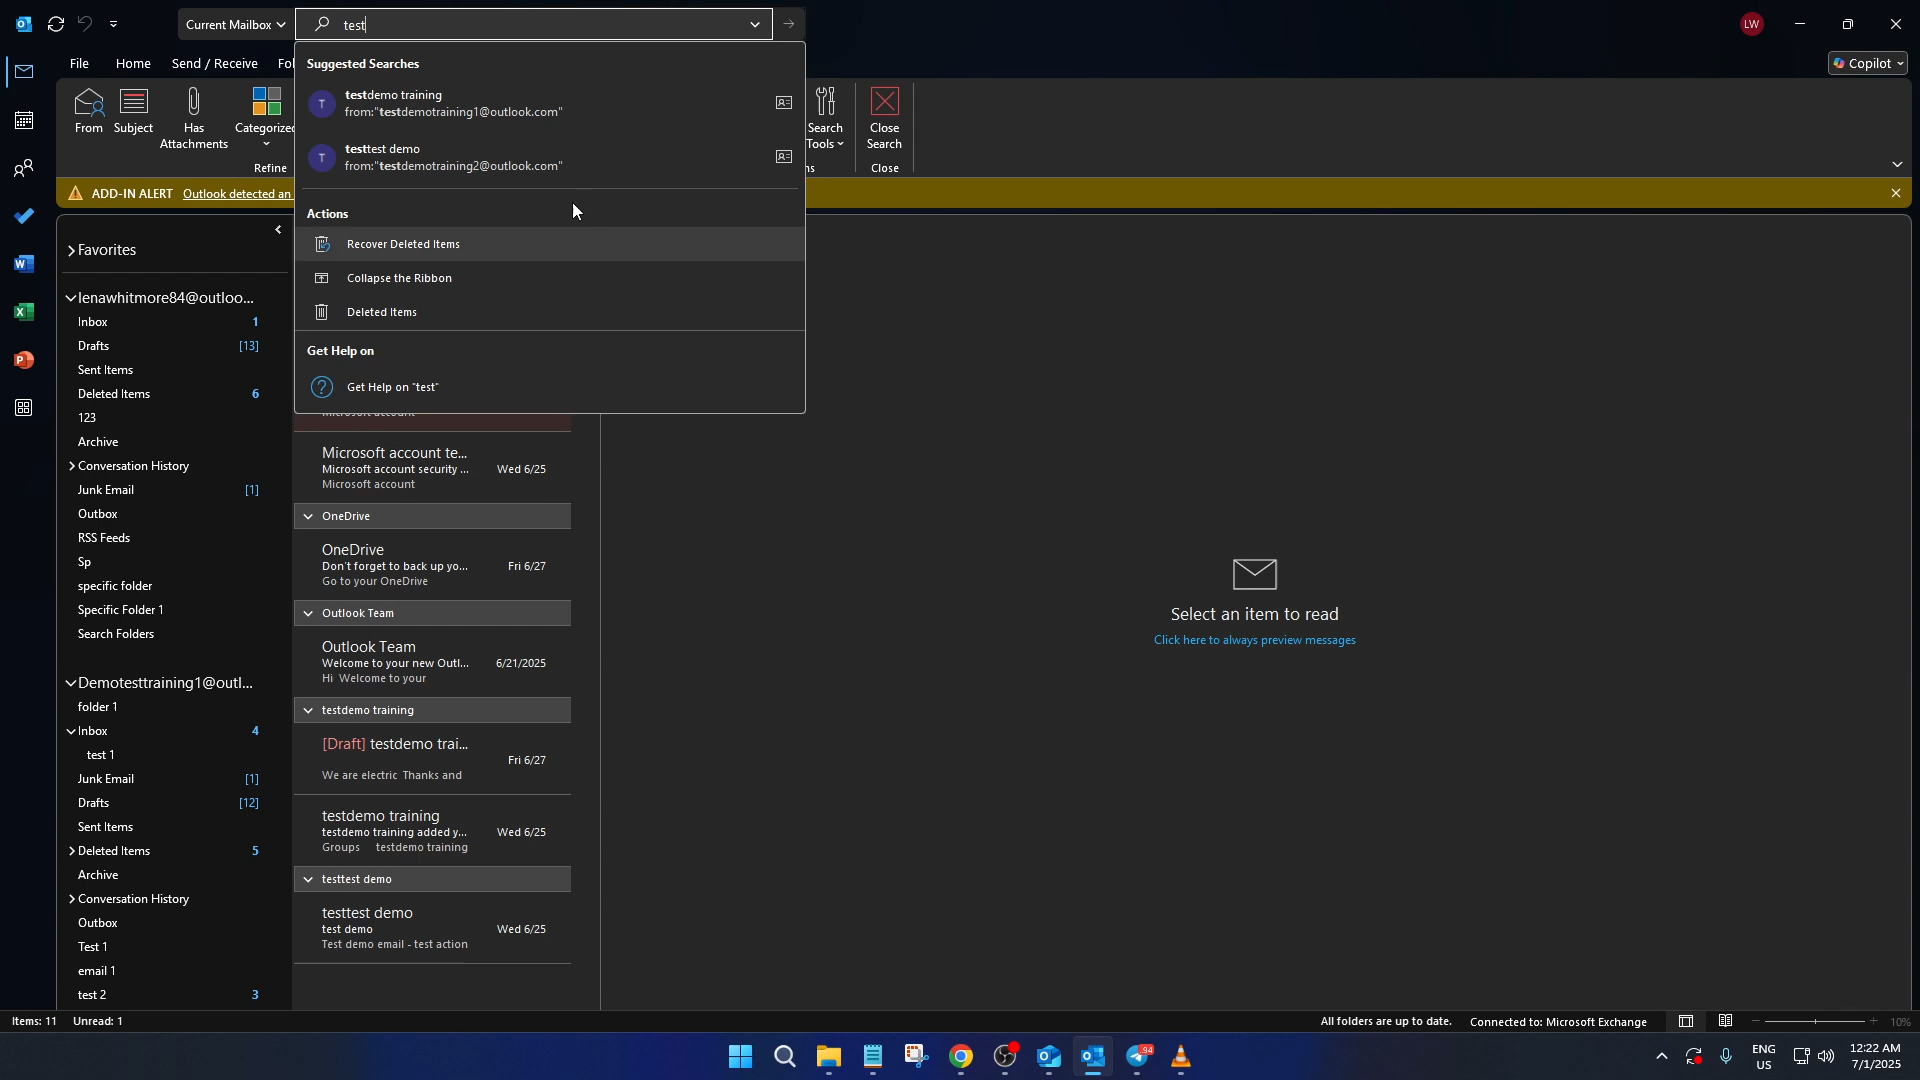 Current Mailbox
test
LW
File
Home
Send / Receive
Fol
Copilot
From
Subject
Has
Attachments
Categorized
Refine
Search
Tools
ns
Close
Search
Close
ADD-IN ALERT Outlook detected an
Suggested Searches
T
testdemo training
from:"testdemotraining1@outlook.com"
T
testtest demo
from:"testdemotraining2@outlook.com"
Actions
Recover Deleted Items
Collapse the Ribbon
Deleted Items
Get Help on
Get Help on "test"
Favorites
lenawhitmore84@outloo...
Inbox 1
Drafts [13]
Sent Items
Deleted Items 6
123
Archive
Conversation History
Junk Email [1]
Outbox
RSS Feeds
Sp
specific folder
Specific Folder 1
Search Folders
Demotesttraining1@outl...
folder 1
Inbox 4
test 1
Junk Email [1]
Drafts [12]
Sent Items
Deleted Items 5
Archive
Conversation History
Outbox
Test 1
email 1
test 2 3
Microsoft account te...
Microsoft account security ... Wed 6/25
Microsoft account
OneDrive
OneDrive
Don't forget to back up yo... Fri 6/27
Go to your OneDrive
Outlook Team
Outlook Team
Welcome to your new Outl... 6/21/2025
Hi Welcome to your
testdemo training
[Draft] testdemo trai...
Fri 6/27
We are electric Thanks and
testdemo training
testdemo training added y... Wed 6/25
Groups testdemo training
testtest demo
testtest demo
test demo Wed 6/25
Test demo email - test action
Select an item to read
Click here to always preview messages
Items: 11 Unread: 1
All folders are up to date. Connected to: Microsoft Exchange
10%
94
ENG
US
12:22 AM
7/1/2025